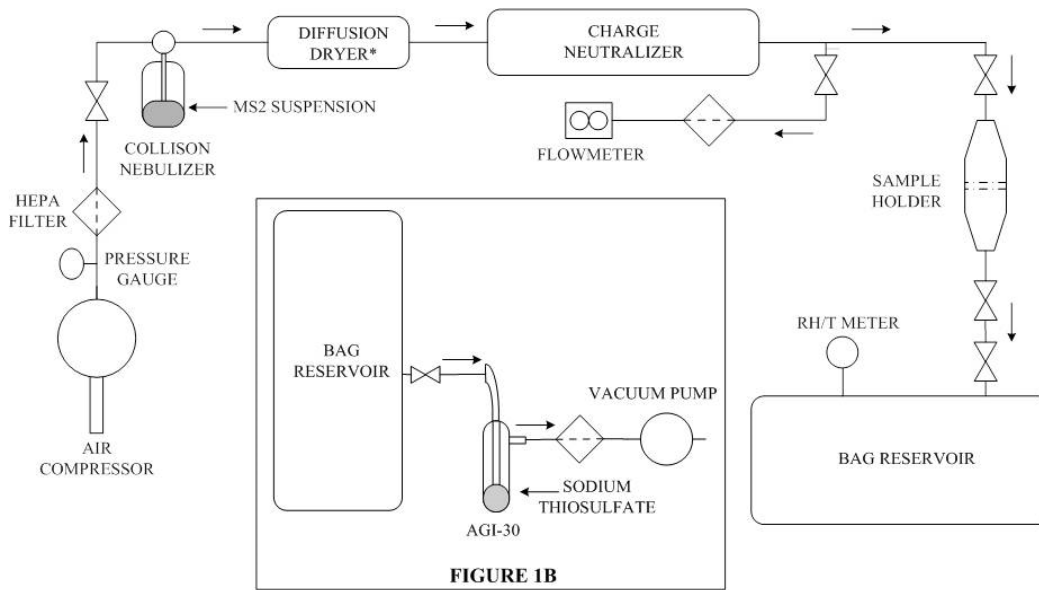 DIFFUSION
DRYER*
CHARGE
NEUTRALIZER
MS2 SUSPENSION
COLLISON
NEBULIZER
FLOWMETER
HEPA
FILTER
SAMPLE
HOLDER
PRESSURE
GAUGE
RH/T METER
BAG
RESERVOIR
VACUUM PUMP
AIR
COMPRESSOR
BAG RESERVOIR
SODIUM
THIOSULFATE
AGI-30
FIGURE 1B